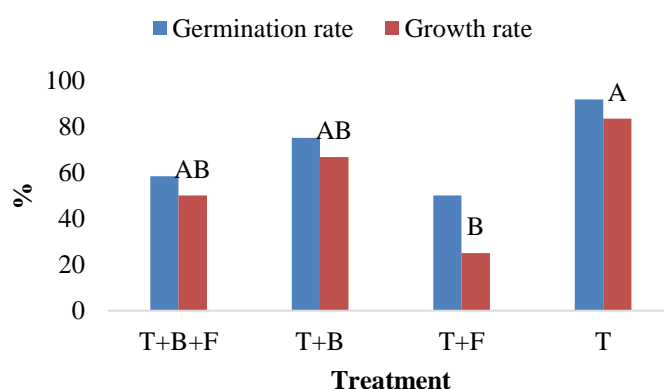 Germination rate Growth rate
100
80
60
40
20
0
%
AB
AB
B
A
T+B+F T+B T+F T
Treatment